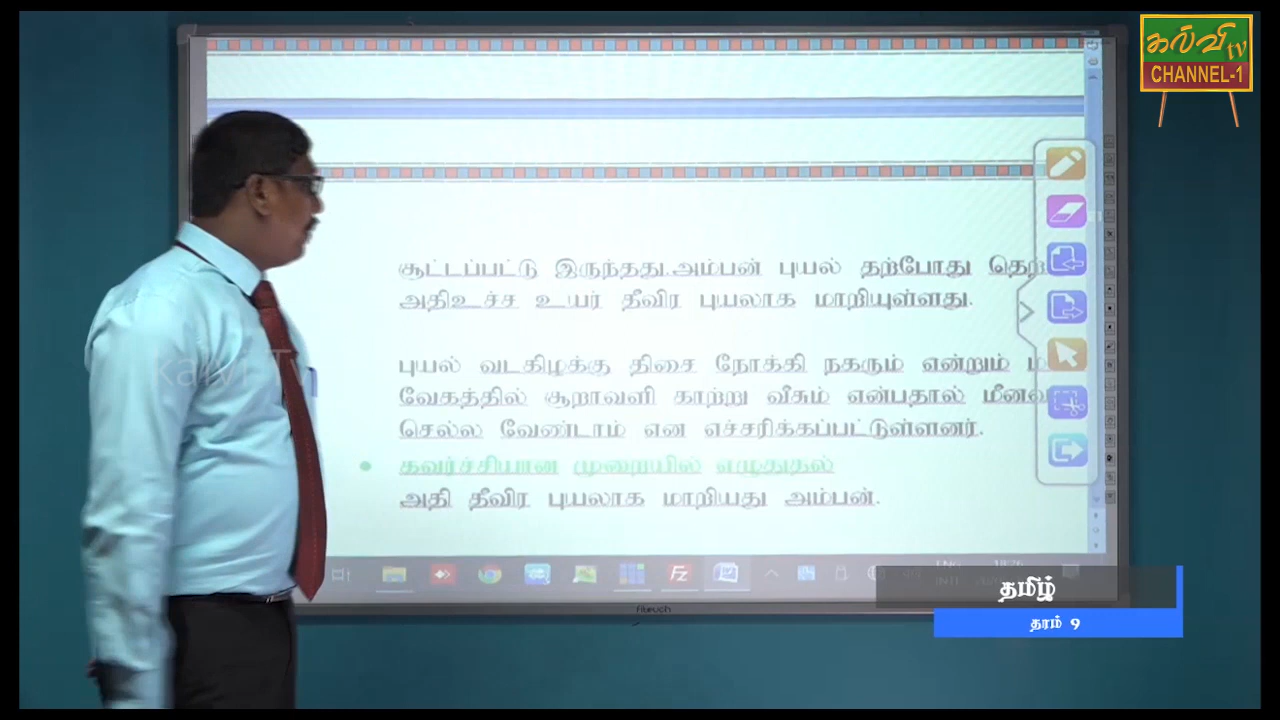 கல்வி tv
CHANNEL-1
சூட்டப்பட்டு இருந்தது.அம்பன் புயல் தற்போது
அதிஉச்ச உயர் தீவிர புயலாக மாறியுள்ளது.
புயல் வடகிழக்கு திசை நோக்கி நகரும் என்றும்
வேகத்தில் சூறாவளி காற்று வீசும் என்பதால்
செல்ல வேண்டாம் என எச்சரிக்கப்பட்டுள்ளனர்.
கவர்ச்சியான முறையில் எழுதுதல்
அதி தீவிர புயலாக மாறியது அம்பன்.
Kalvi Tv
தமிழ்
தரம் 9